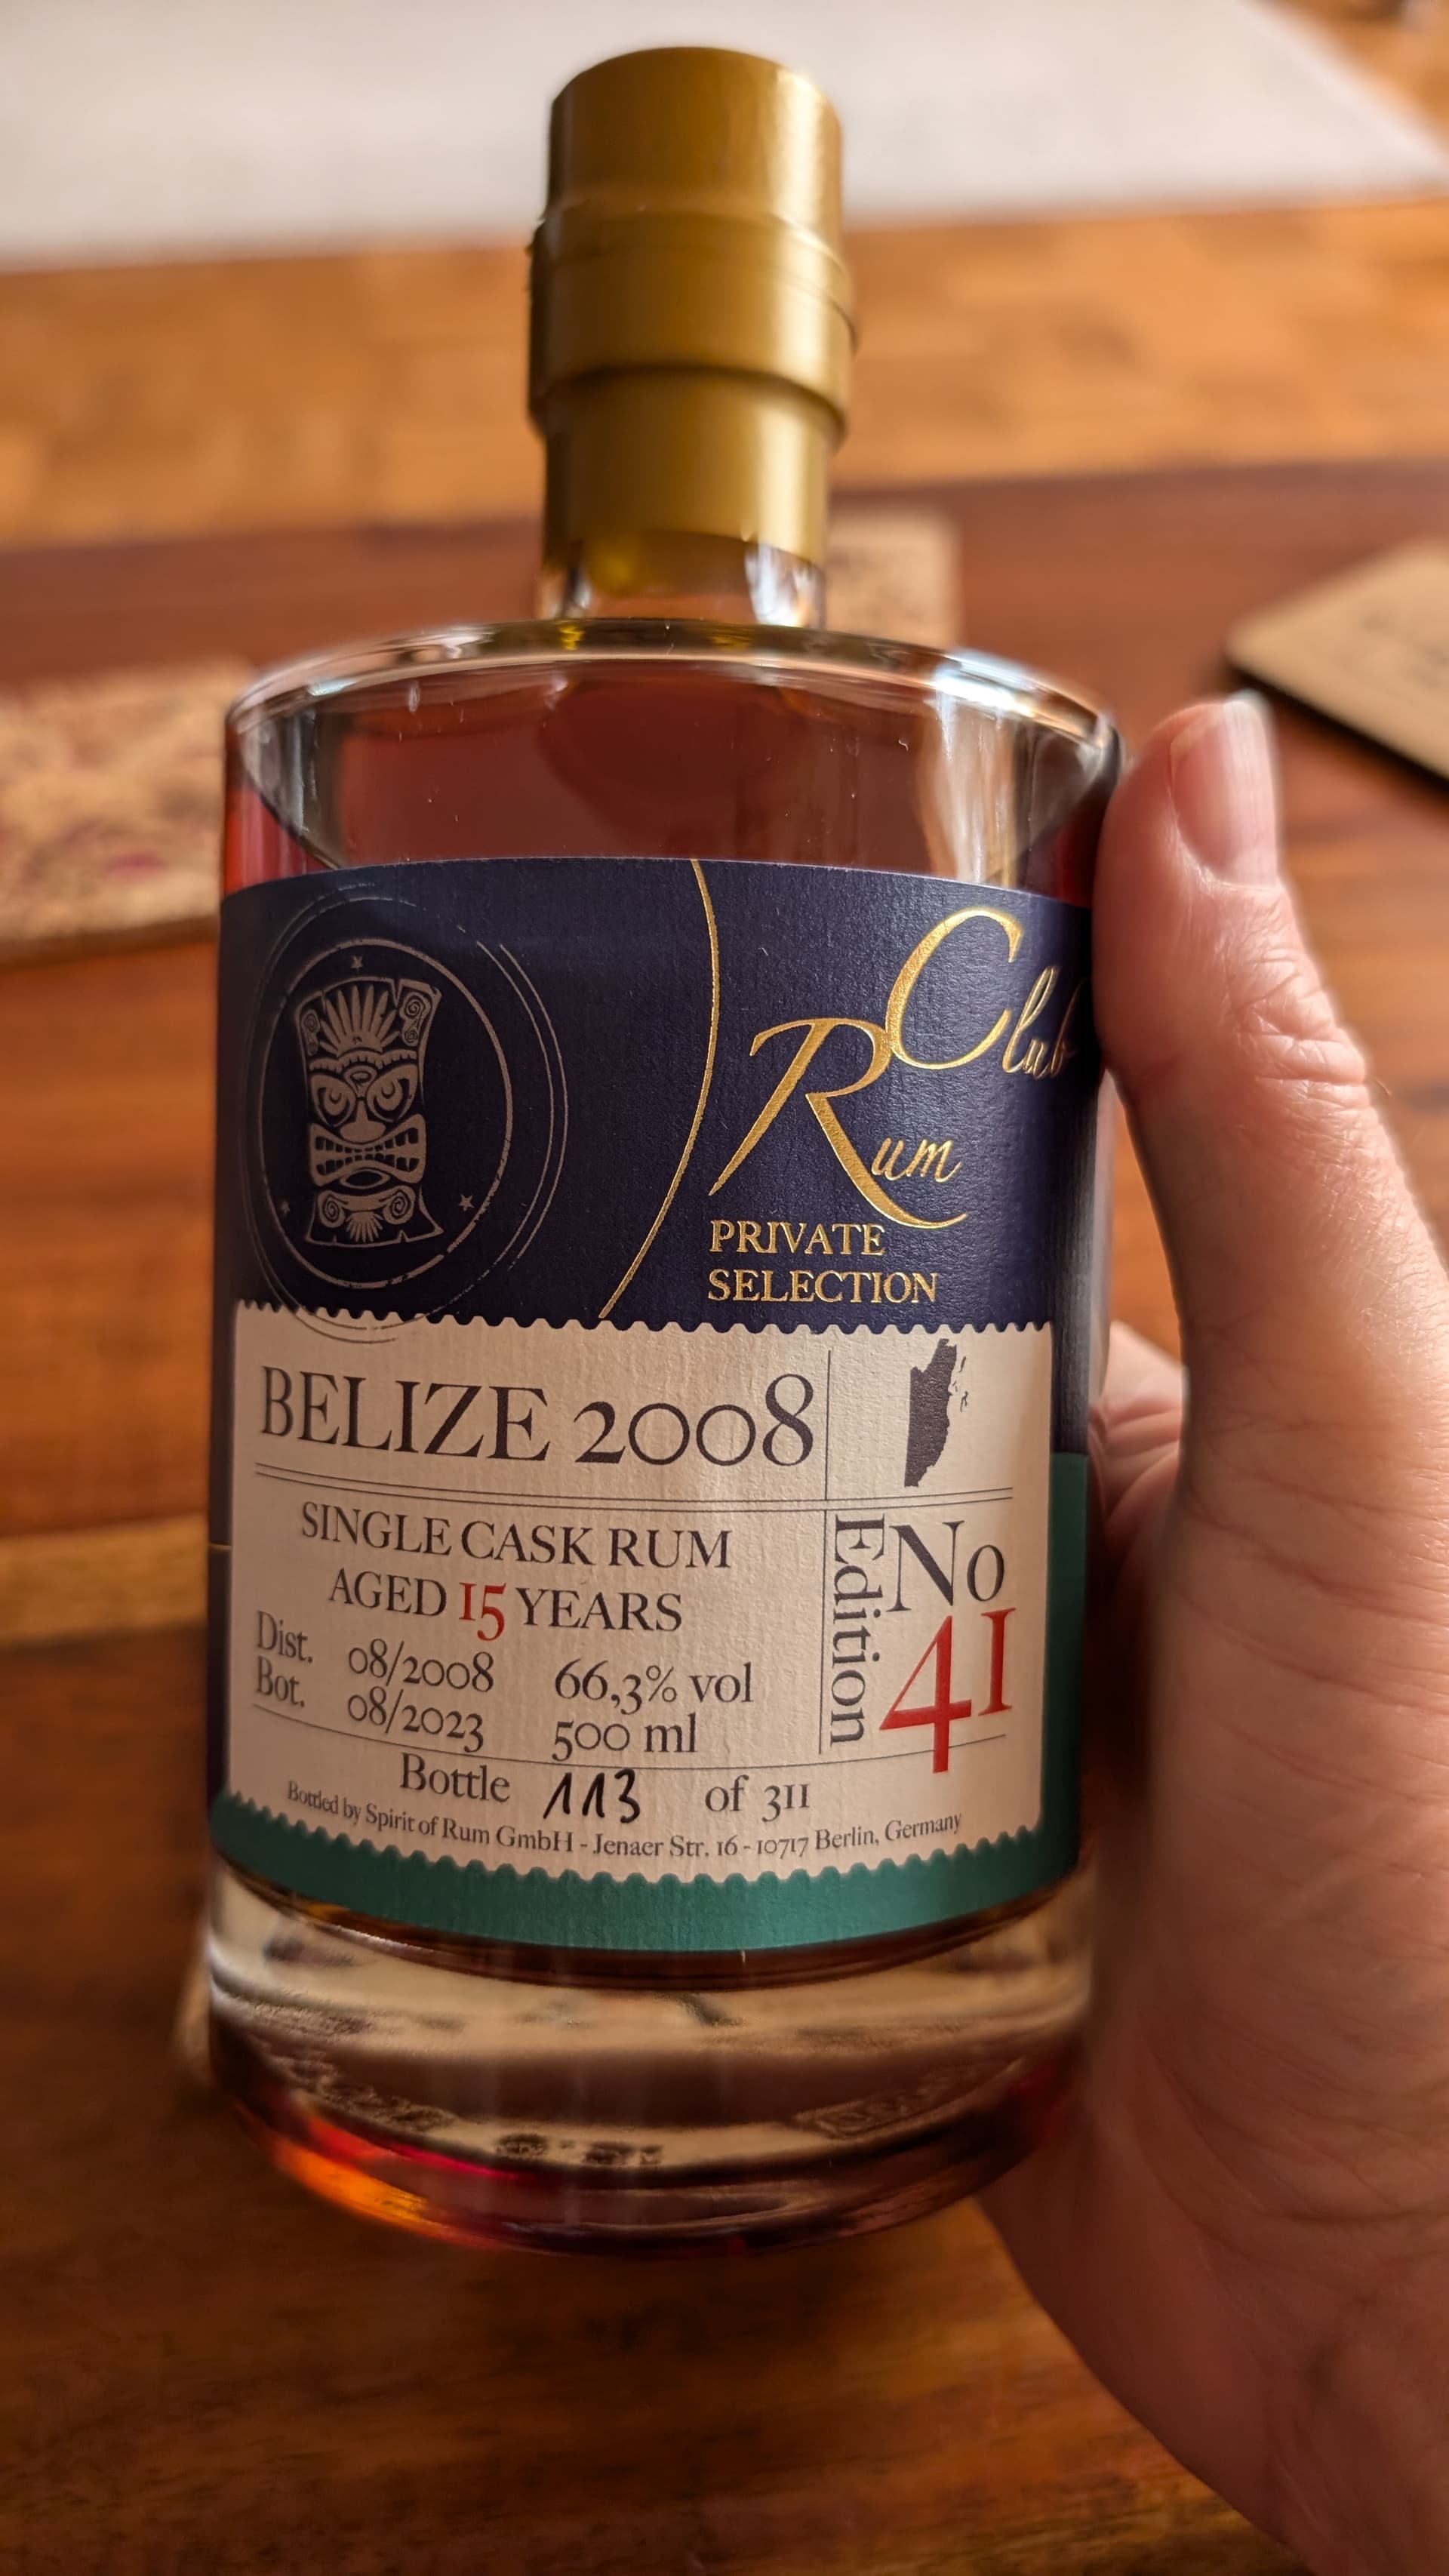 Rum Club
PRIVATE
SELECTION
BELIZE 2008
SINGLE CASK RUM
AGED 15 YEARS
Dist. 08/2008 66,3% vol
Bot. 08/2023 500 ml
Edition No 41
Bottle 113 of 311
Bottled by Spirit of Rum GmbH - Jenaer Str. 16 - 10717 Berlin, Germany